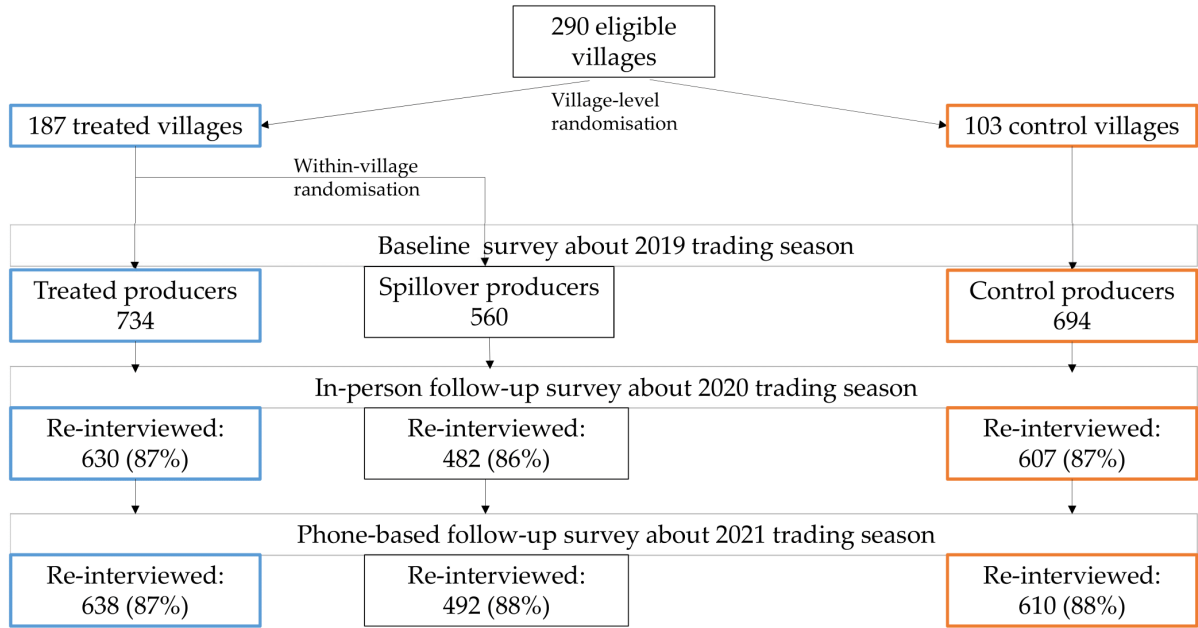 290 eligible
villages
Village-level
randomisation
187 treated villages
103 control villages
Within-village
randomisation
Baseline survey about 2019 trading season
Treated producers
734
Spillover producers
560
Control producers
694
In-person follow-up survey about 2020 trading season
Re-interviewed:
630 (87%)
Re-interviewed:
482 (86%)
Re-interviewed:
607 (87%)
Phone-based follow-up survey about 2021 trading season
Re-interviewed:
638 (87%)
Re-interviewed:
492 (88%)
Re-interviewed:
610 (88%)